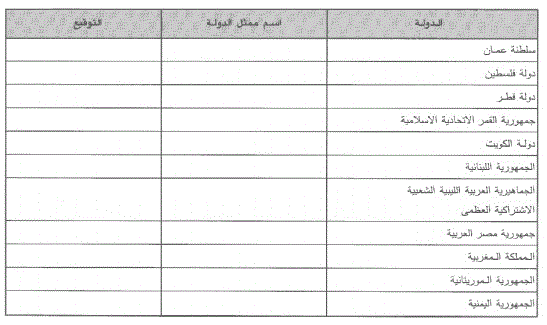 الدولة اسم ممثل الدولة التوقيع
سلطنة عمان
دولة فلسطين
دولة قطر
جمهورية القمر الاتحادية الاسلامية
دولة الكويت
الجمهورية اللبنانية
الجماهيرية العربية الليبية الشعبية
الاشتراكية العظمى
جمهورية مصر العربية
المملكة المغربية
الجمهورية الموريتانية
الجمهورية اليمنية